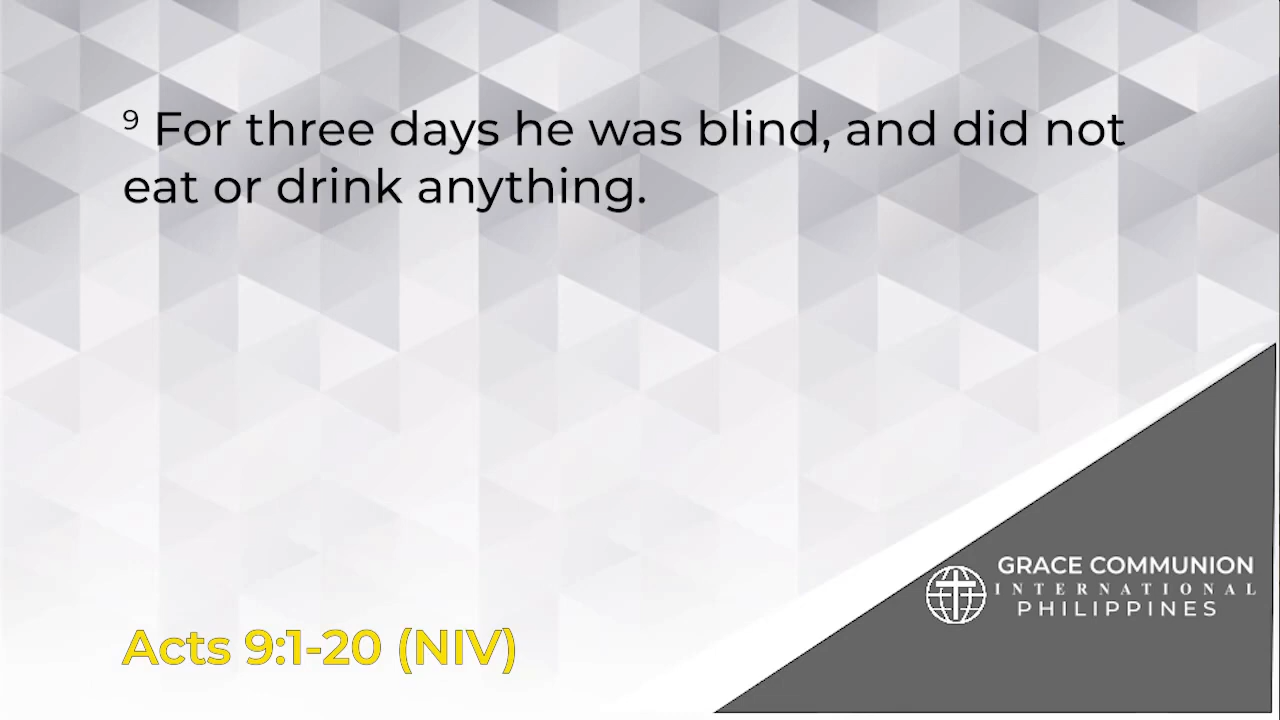 ⁹ For three days he was blind, and did not
eat or drink anything.
GRACE COMMUNION
INTERNATIONAL
PHILIPPINES
Acts 9:1-20 (NIV)